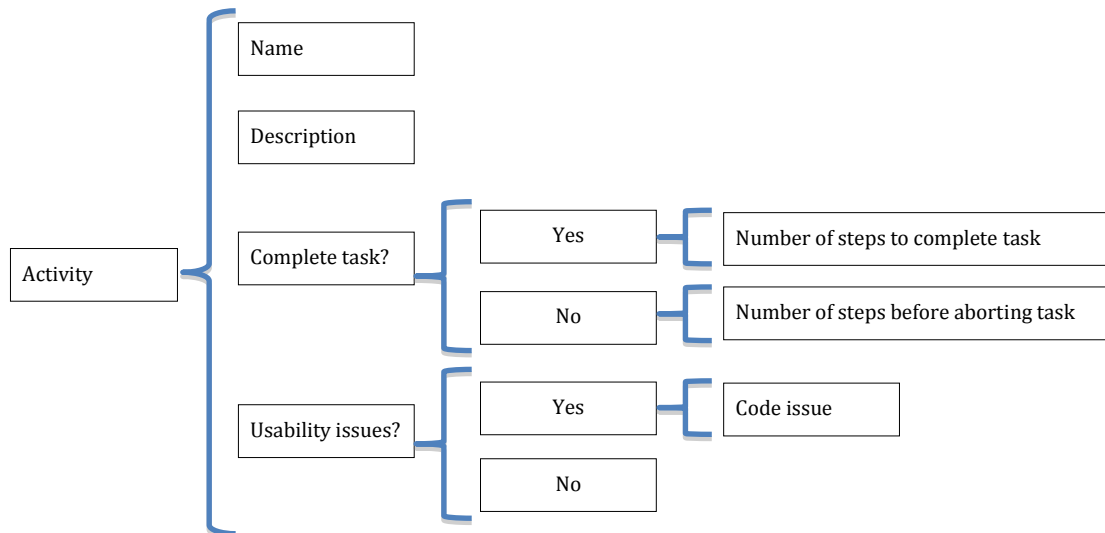 Name
Description
Yes
Number of steps to complete task
Activity
Complete task?
No
Number of steps before aborting task
Yes
Code issue
Usability issues?
No